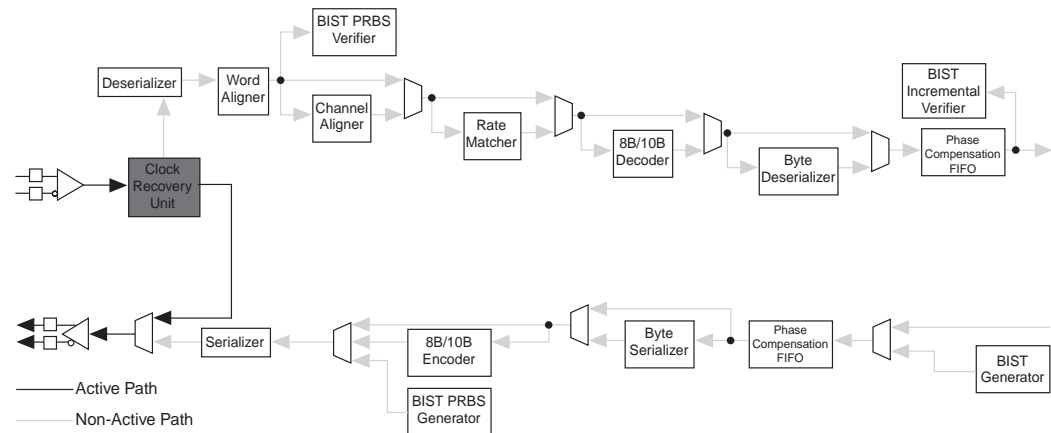 BIST PRBS
Verifier
Deserializer
Word
Aligner
Channel
Aligner
Rate
Matcher
8B/10B
Decoder
Byte
Deserializer
BIST
Incremental
Verifier
Phase
Compensation
FIFO
Clock
Recovery
Unit
Serializer
8B/10B
Encoder
BIST PRBS
Generator
Byte
Serializer
Phase
Compensation
FIFO
BIST
Generator
Active Path
Non-Active Path